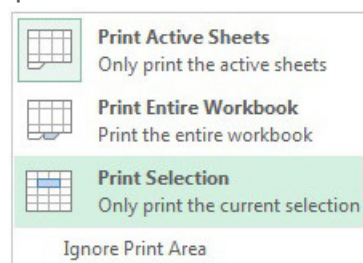 Print Active Sheets
Only print the active sheets
Print Entire Workbook
Print the entire workbook
Print Selection
Only print the current selection
Ignore Print Area